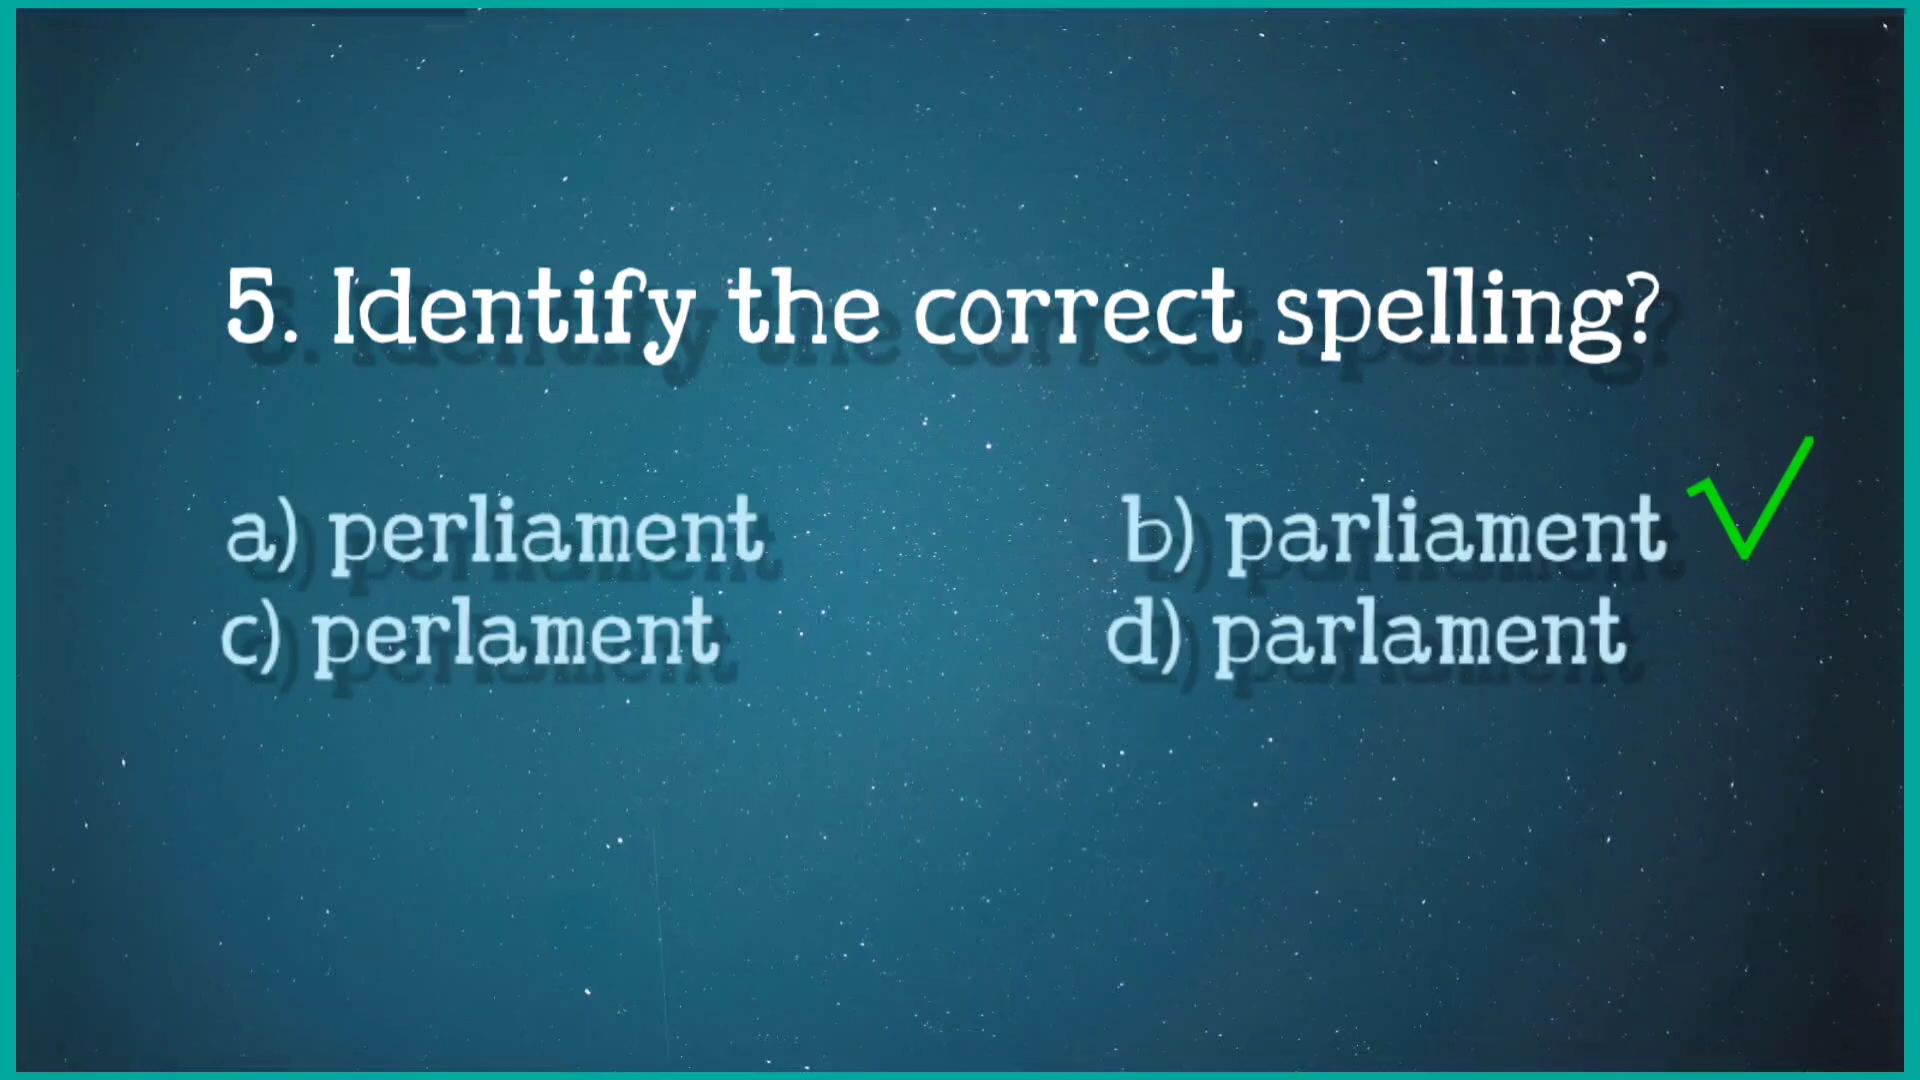 5. Identify the correct spelling?
a) perliament b) parliament
c) perlament d) parlament